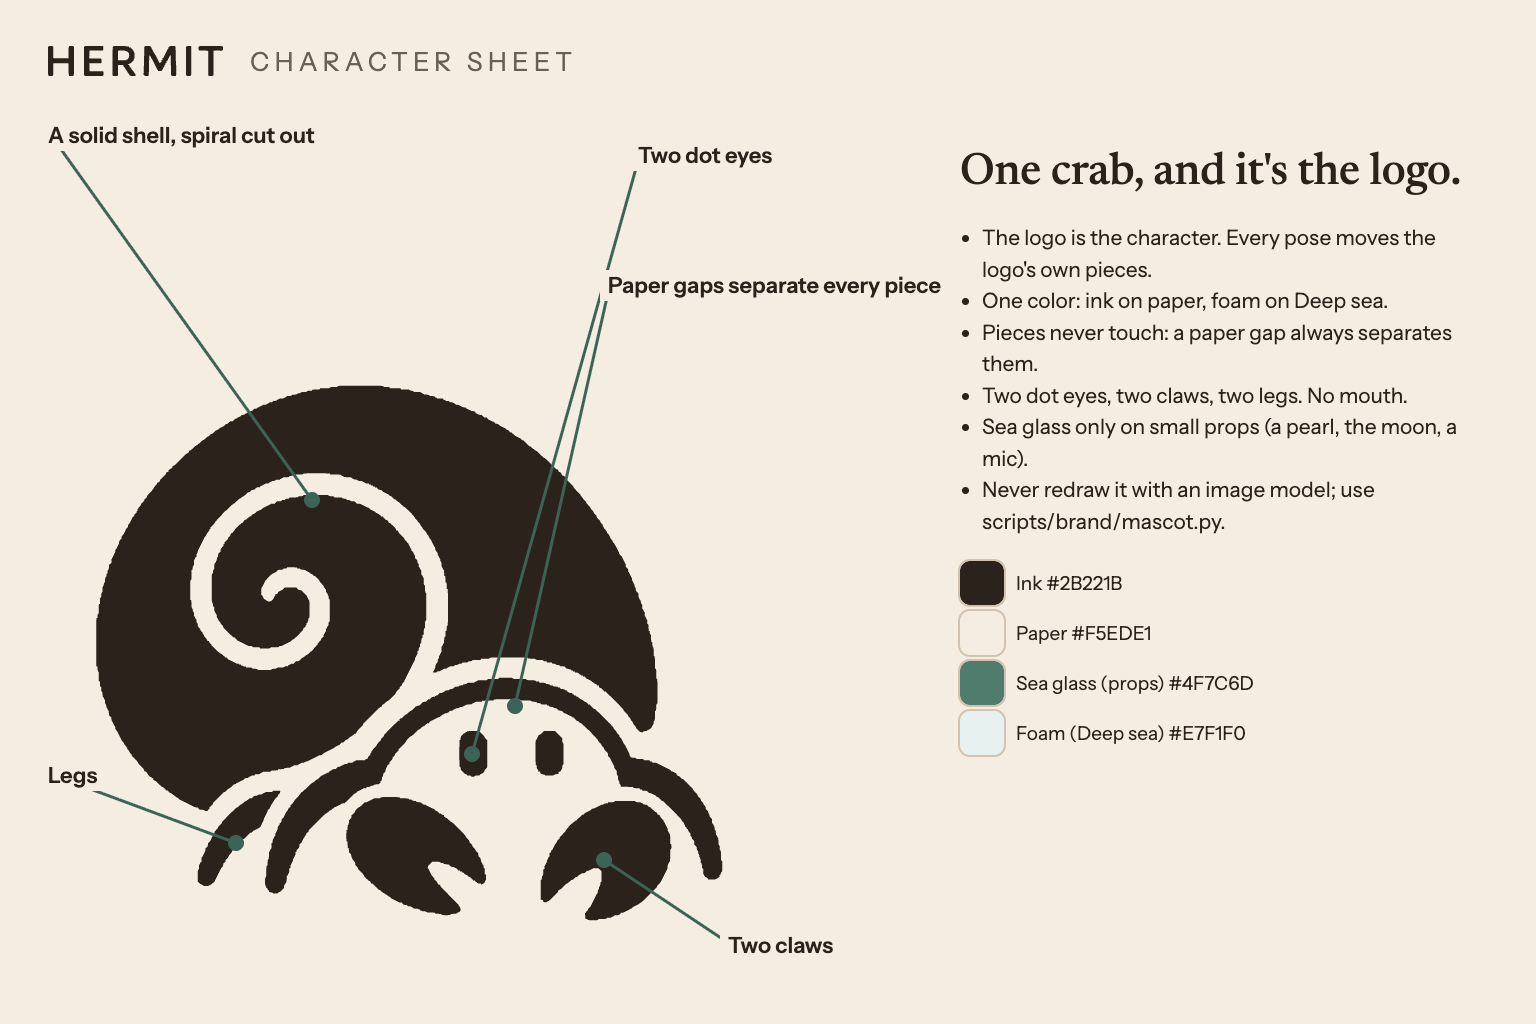 HERMIT CHARACTER SHEET
A solid shell, spiral cut out
Two dot eyes
Paper gaps separate every piece
Legs
Two claws
One crab, and it's the logo.
• The logo is the character. Every pose moves the
logo's own pieces.
• One color: ink on paper, foam on Deep sea.
• Pieces never touch: a paper gap always separates
them.
• Two dot eyes, two claws, two legs. No mouth.
• Sea glass only on small props (a pearl, the moon, a
mic).
• Never redraw it with an image model; use
scripts/brand/mascot.py.
Ink #2B221B
Paper #F5EDE1
Sea glass (props) #4F7C6D
Foam (Deep sea) #E7F1F0